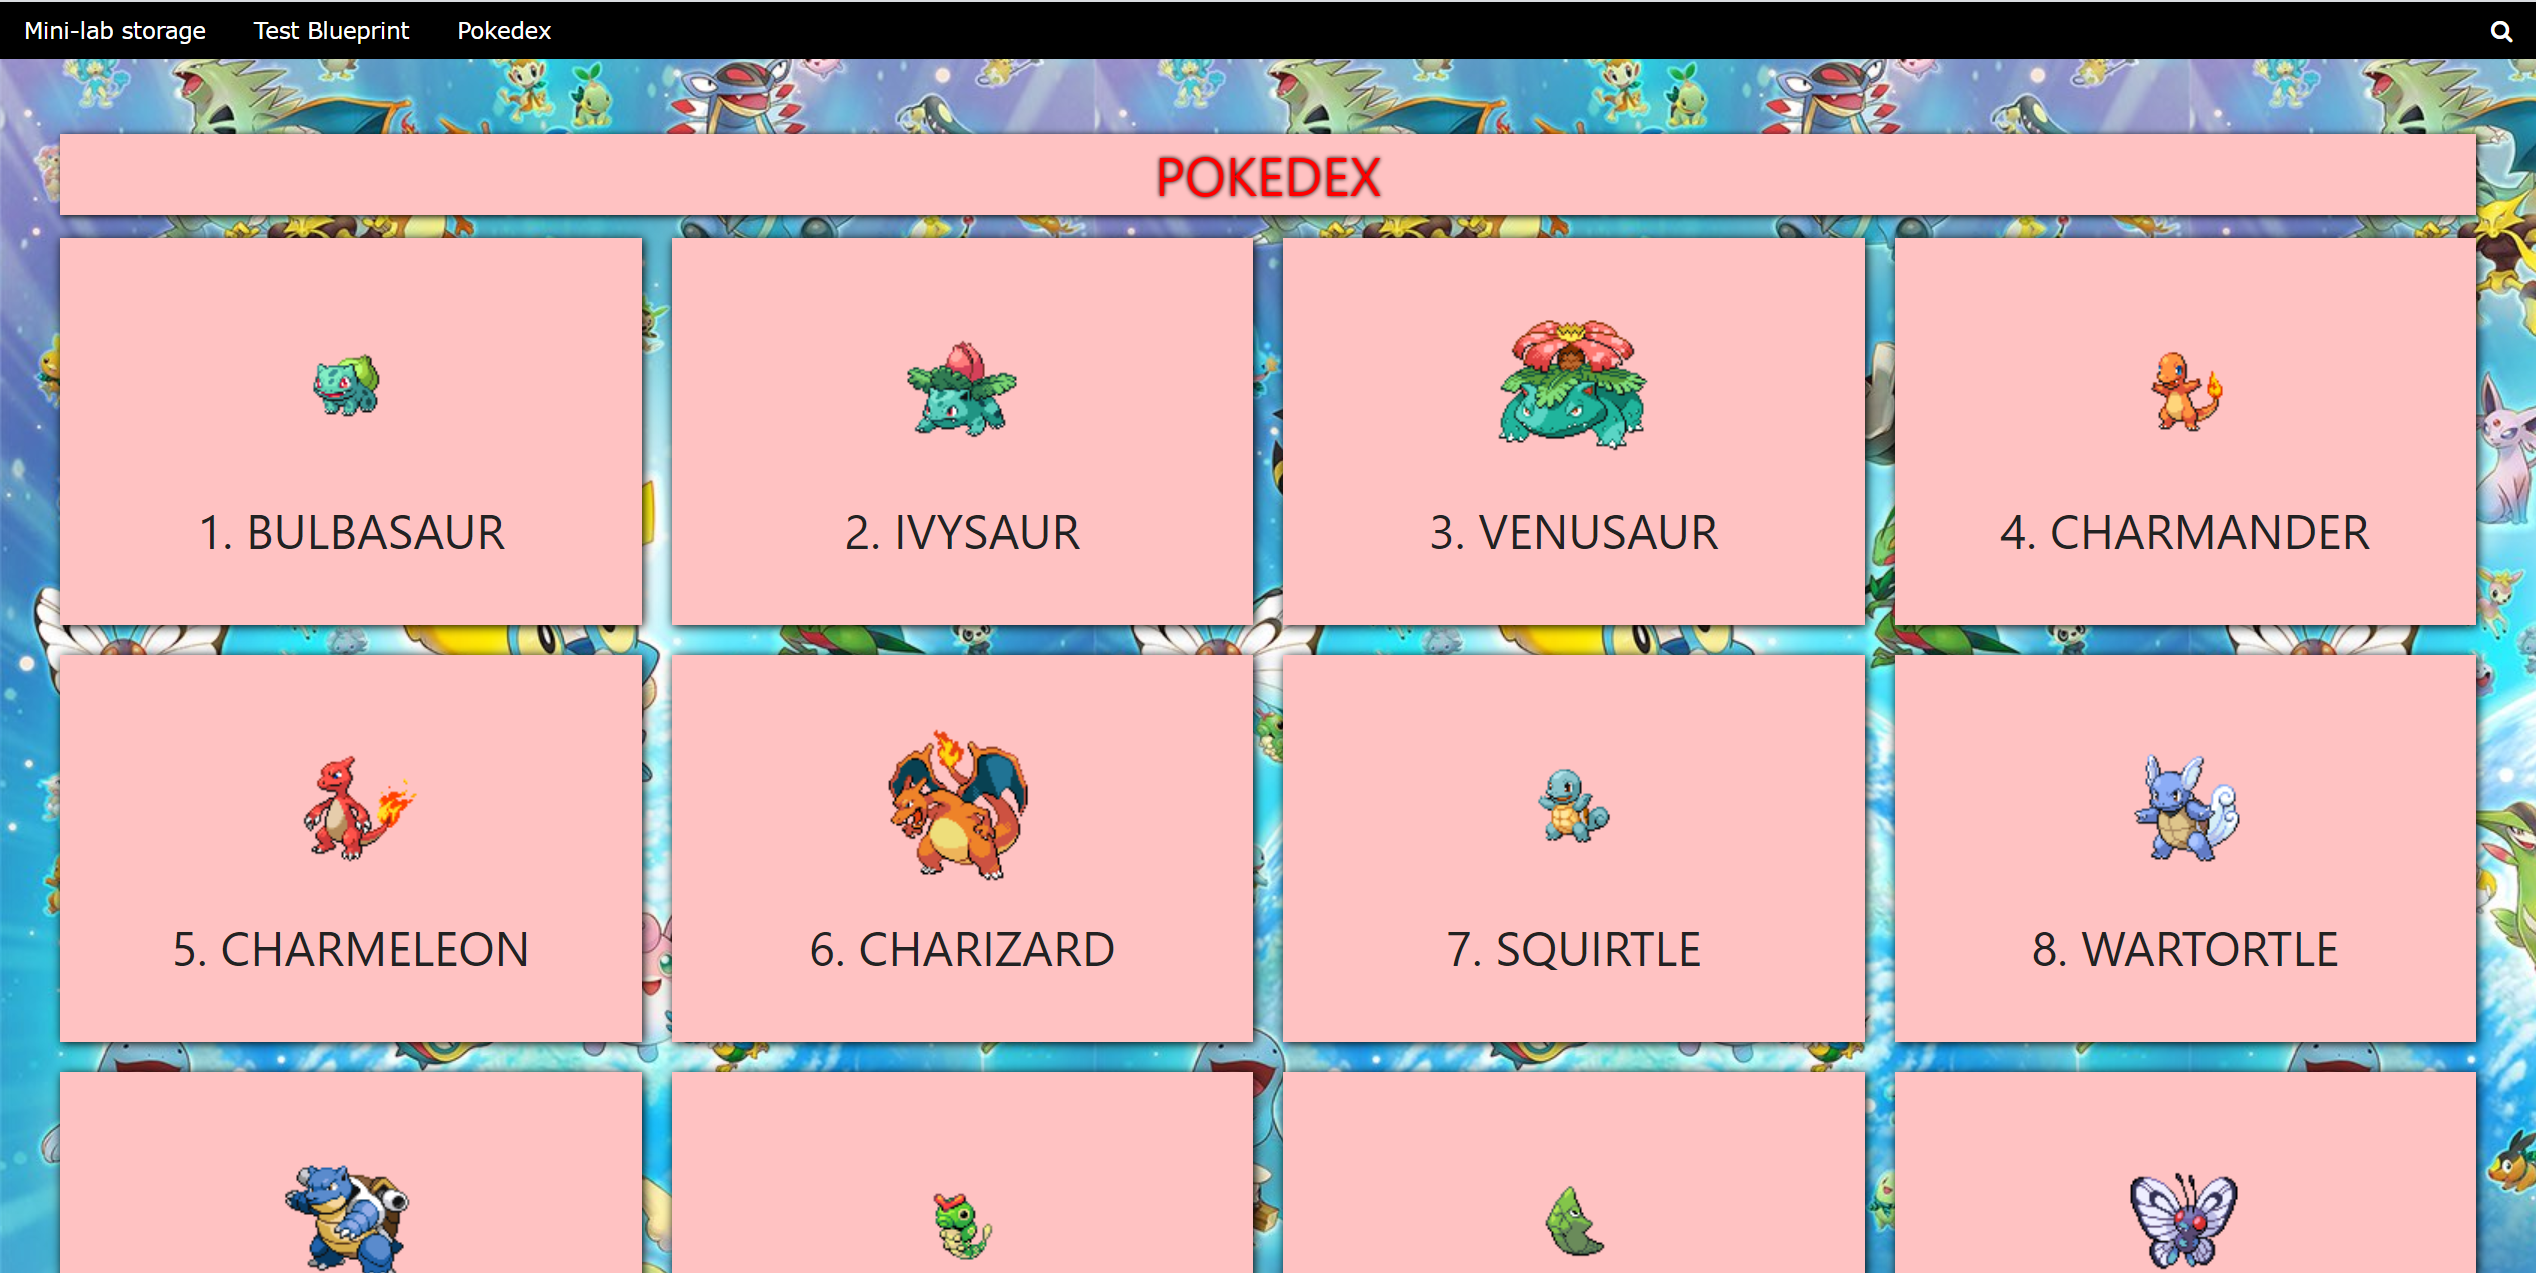 Mini-lab storage Test Blueprint Pokedex
POKEDEX
1. BULBASAUR
2. IVYSAUR
3. VENUSAUR
4. CHARMANDER
5. CHARMELEON
6. CHARIZARD
7. SQUIRTLE
8. WARTORTLE